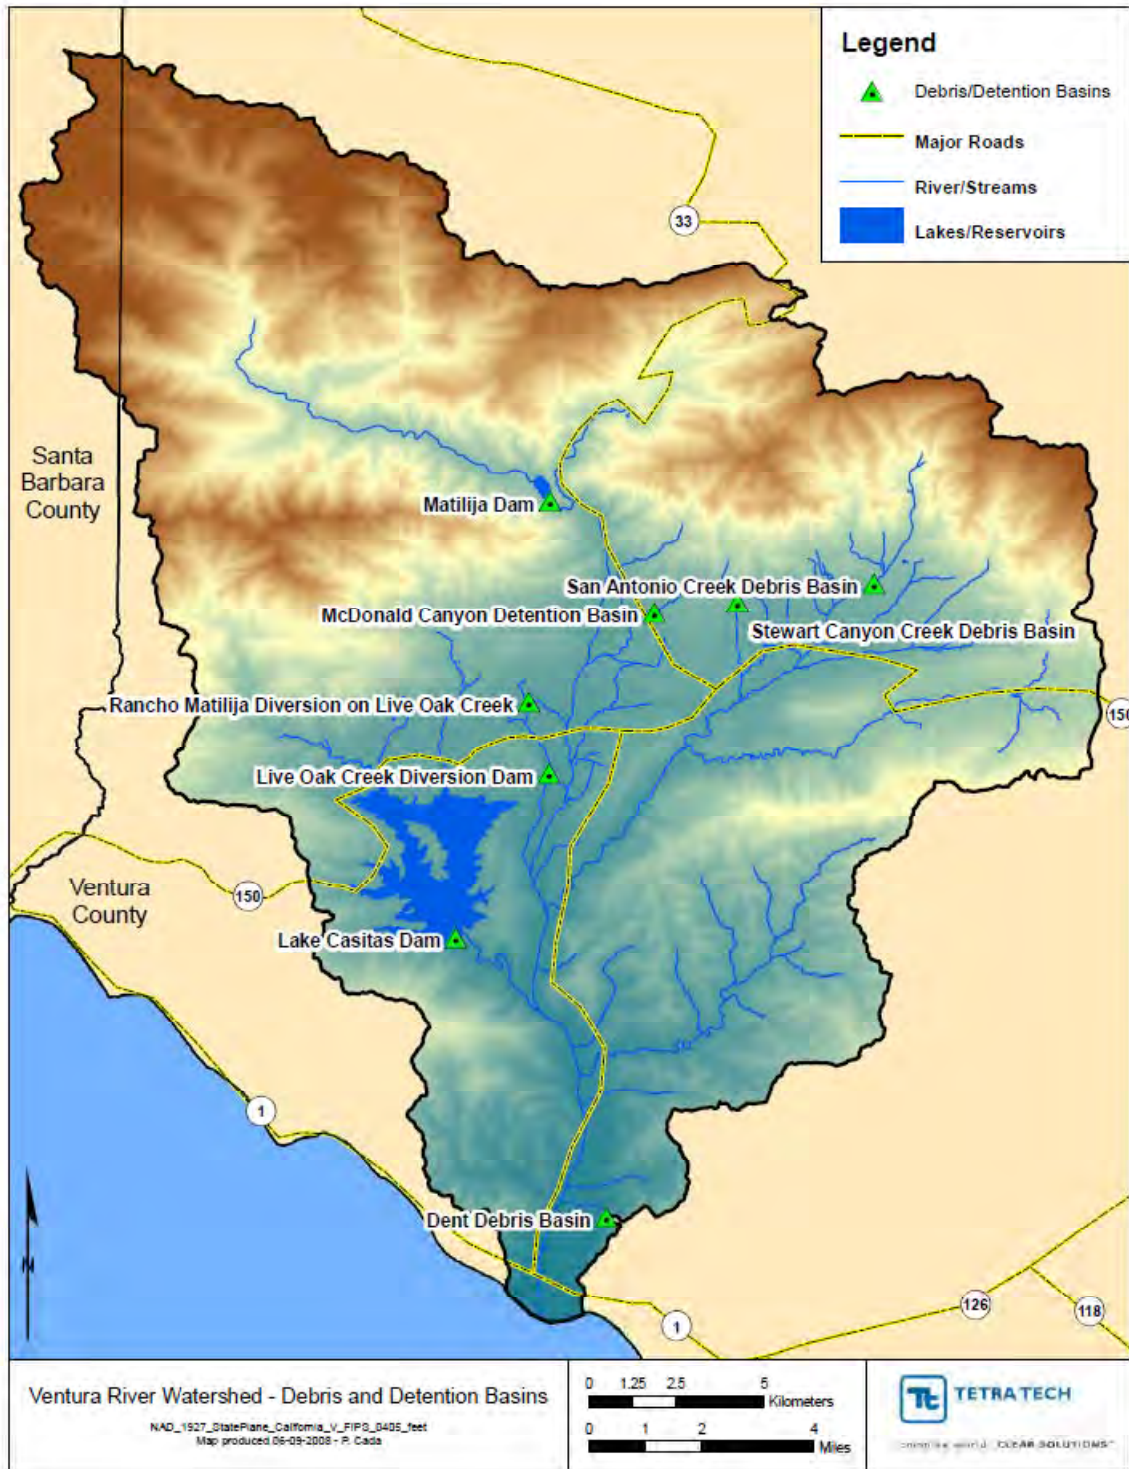 Legend
Debris/Detention Basins
Major Roads
River/Streams
Lakes/Reservoirs
33
Santa
Barbara
County
Matilija Dam
San Antonio Creek Debris Basin
McDonald Canyon Detention Basin
Stewart Canyon Creek Debris Basin
Rancho Matilija Diversion on Live Oak Creek
150
Live Oak Creek Diversion Dam
Ventura
County
150
Lake Casitas Dam
1
Dent Debris Basin
N
126
118
1
Ventura River Watershed - Debris and Detention Basins
NAD_1927_StatePlane_California_V_FIPS_0405_feet
Map produced 06-09-2008 - P. Cada
0 1.25 2.5 5
Kilometers
0 1 2 4
Miles
Tt TETRA TECH
complex world CLEAR SOLUTIONS™